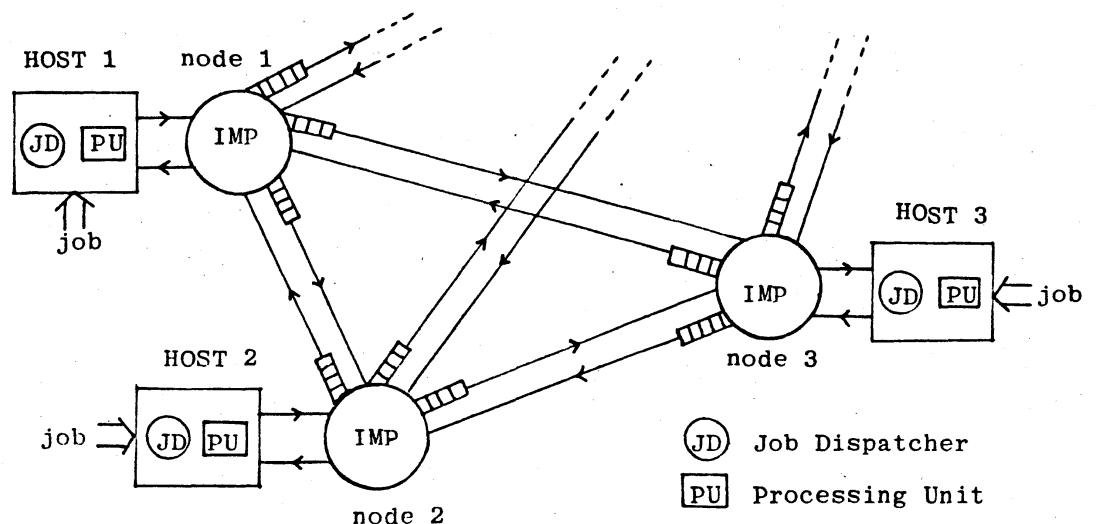 HOST 1
node 1
JD
PU
IMP
job
HOST 3
IMP
JD
PU
job
node 3
HOST 2
job
JD
PU
IMP
node 2
JD Job Dispatcher
PU Processing Unit